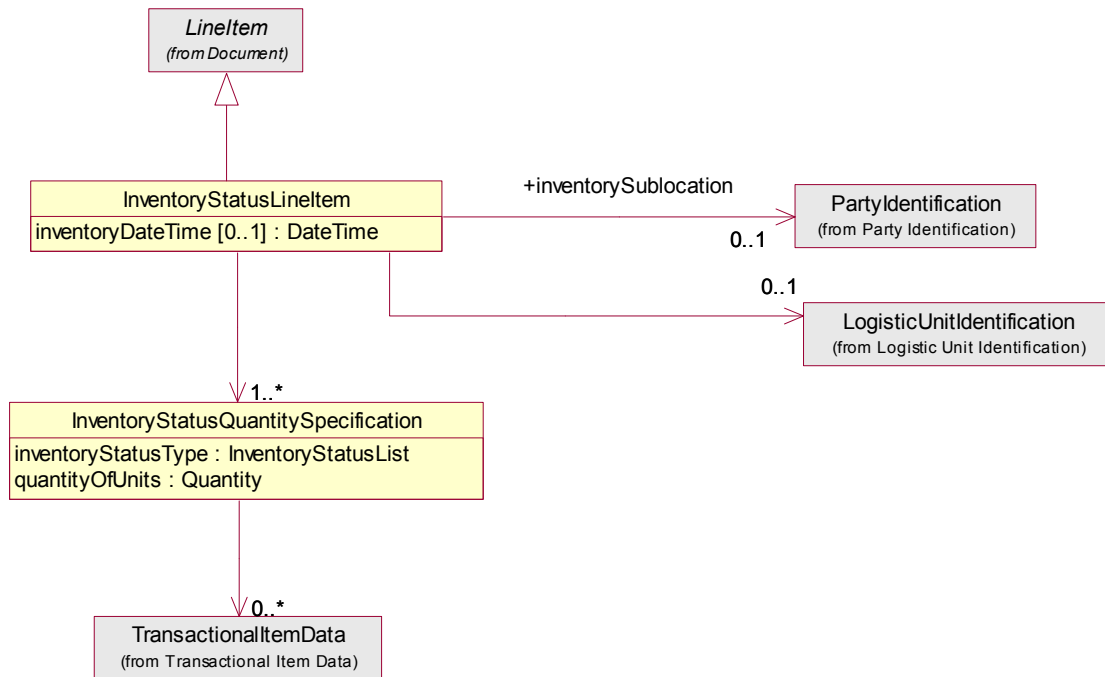 LineItem
(from Document)
InventoryStatusLineItem
inventoryDateTime [0..1] : DateTime
+inventorySublocation
0..1
PartyIdentification
(from Party Identification)
0..1
LogisticUnitIdentification
(from Logistic Unit Identification)
1..*
InventoryStatusQuantitySpecification
inventoryStatusType : InventoryStatusList
quantityOfUnits : Quantity
0..*
TransactionalItemData
(from Transactional Item Data)